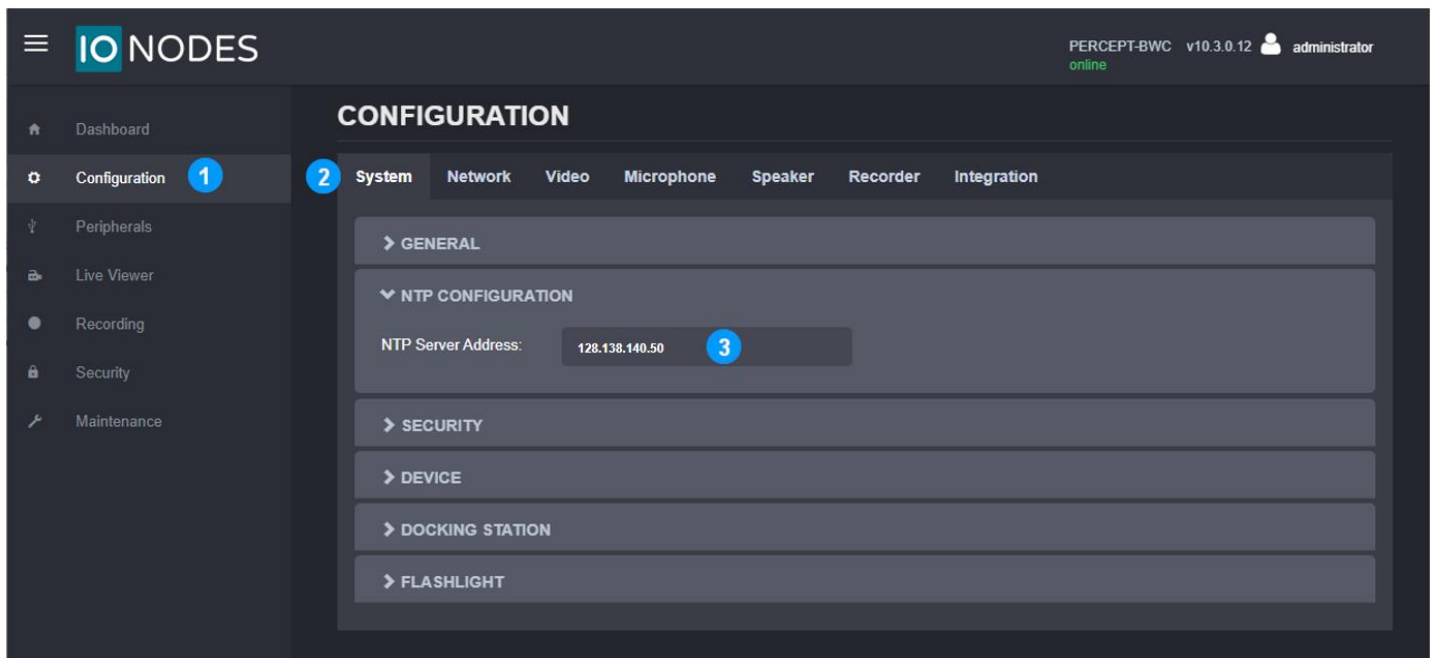 IO NODES
PERCEPT-BWC v10.3.0.12 administrator
online
Dashboard
Configuration 1
Peripherals
Live Viewer
Recording
Security
Maintenance
CONFIGURATION
2 System Network Video Microphone Speaker Recorder Integration
GENERAL
NTP CONFIGURATION
NTP Server Address: 128.138.140.50 3
SECURITY
DEVICE
DOCKING STATION
FLASHLIGHT